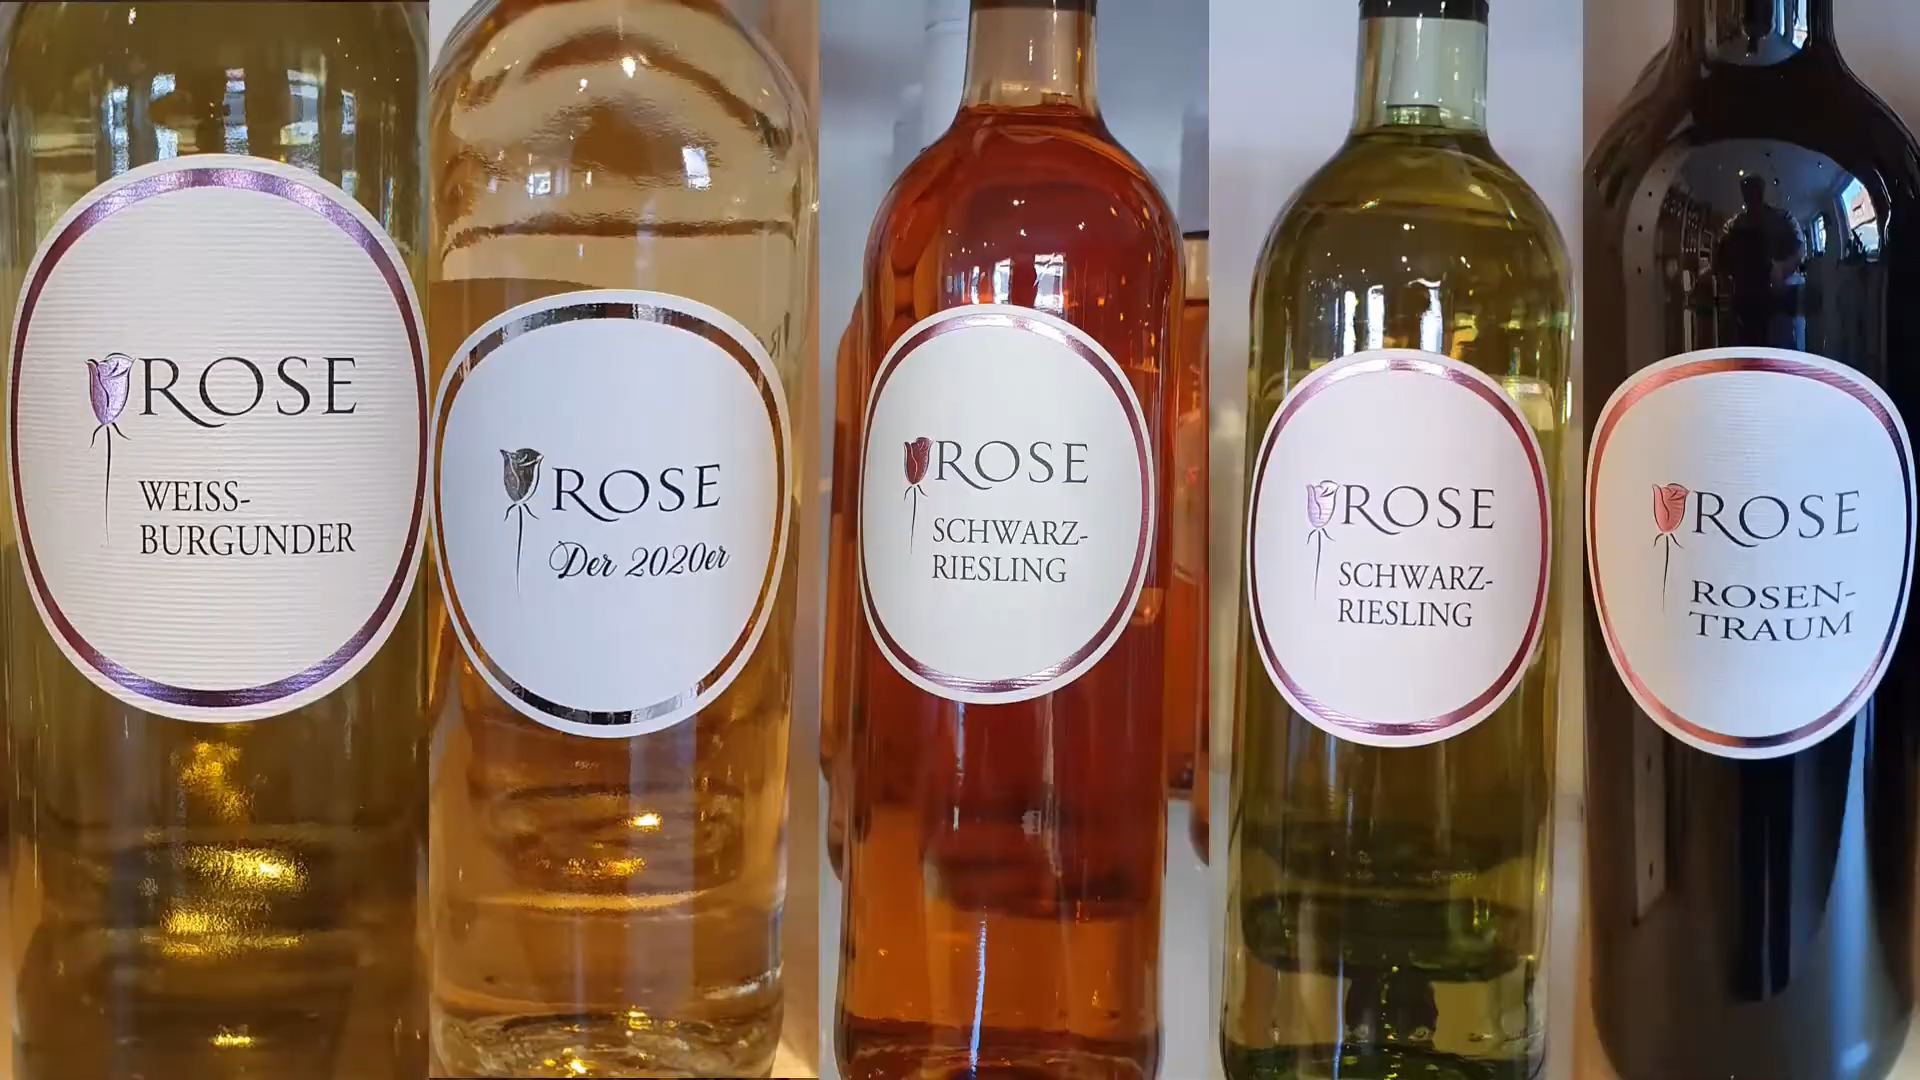 ROSE
WEISS-
BURGUNDER
ROSE
Der 2020er
ROSE
SCHWARZ-
RIESLING
ROSE
SCHWARZ-
RIESLING
ROSE
ROSEN-
TRAUM